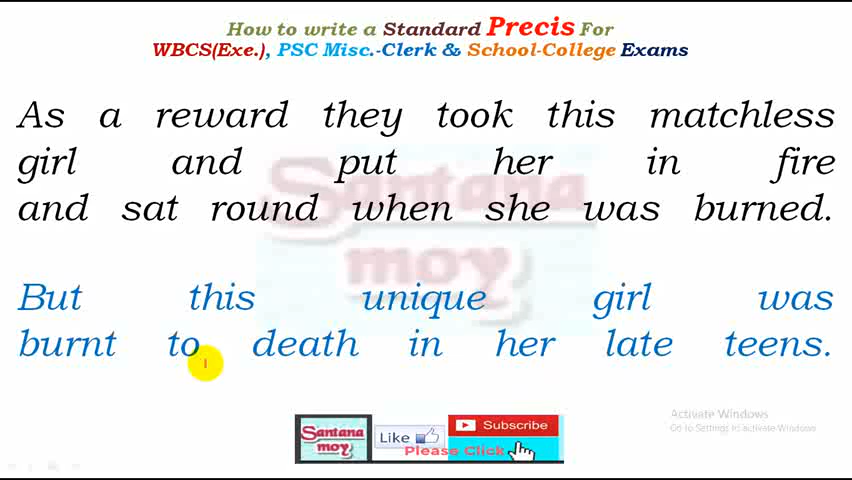 How to write a Standard Precis For
WBCS(Exe.), PSC Misc.-Clerk & School-College Exams
As a reward they took this matchless
girl and put her in fire
and sat round when she was burned.
Santana
moy
But this unique girl was
burnt to death in her late teens.
Activate Windows
Go to Settings to activate Windows
Santana
moy
Like
Subscribe
Please Click